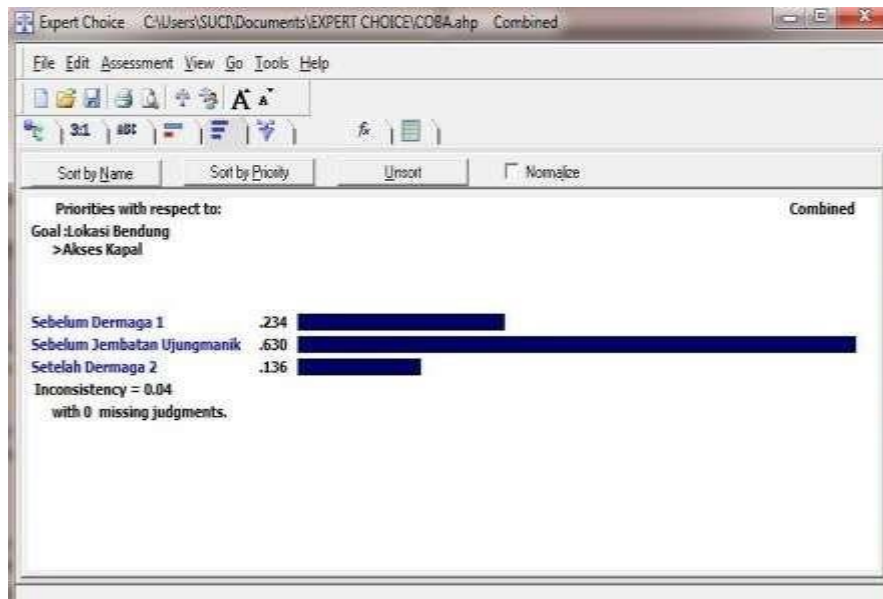 Expert Choice C:\Users\SUCI\Documents\EXPERT CHOICE\COBA.ahp Combined
File Edit Assessment View Go Tools Help
A A
3:1 ABC fx
Sort by Name Sort by Priority Unsort Normalize
Priorities with respect to: Combined
Goal :Lokasi Bendung
>Akses Kapal
Sebelum Dermaga 1 .234
Sebelum Jembatan Ujungmanik .630
Setelah Dermaga 2 .136
Inconsistency = 0.04
with 0 missing judgments.